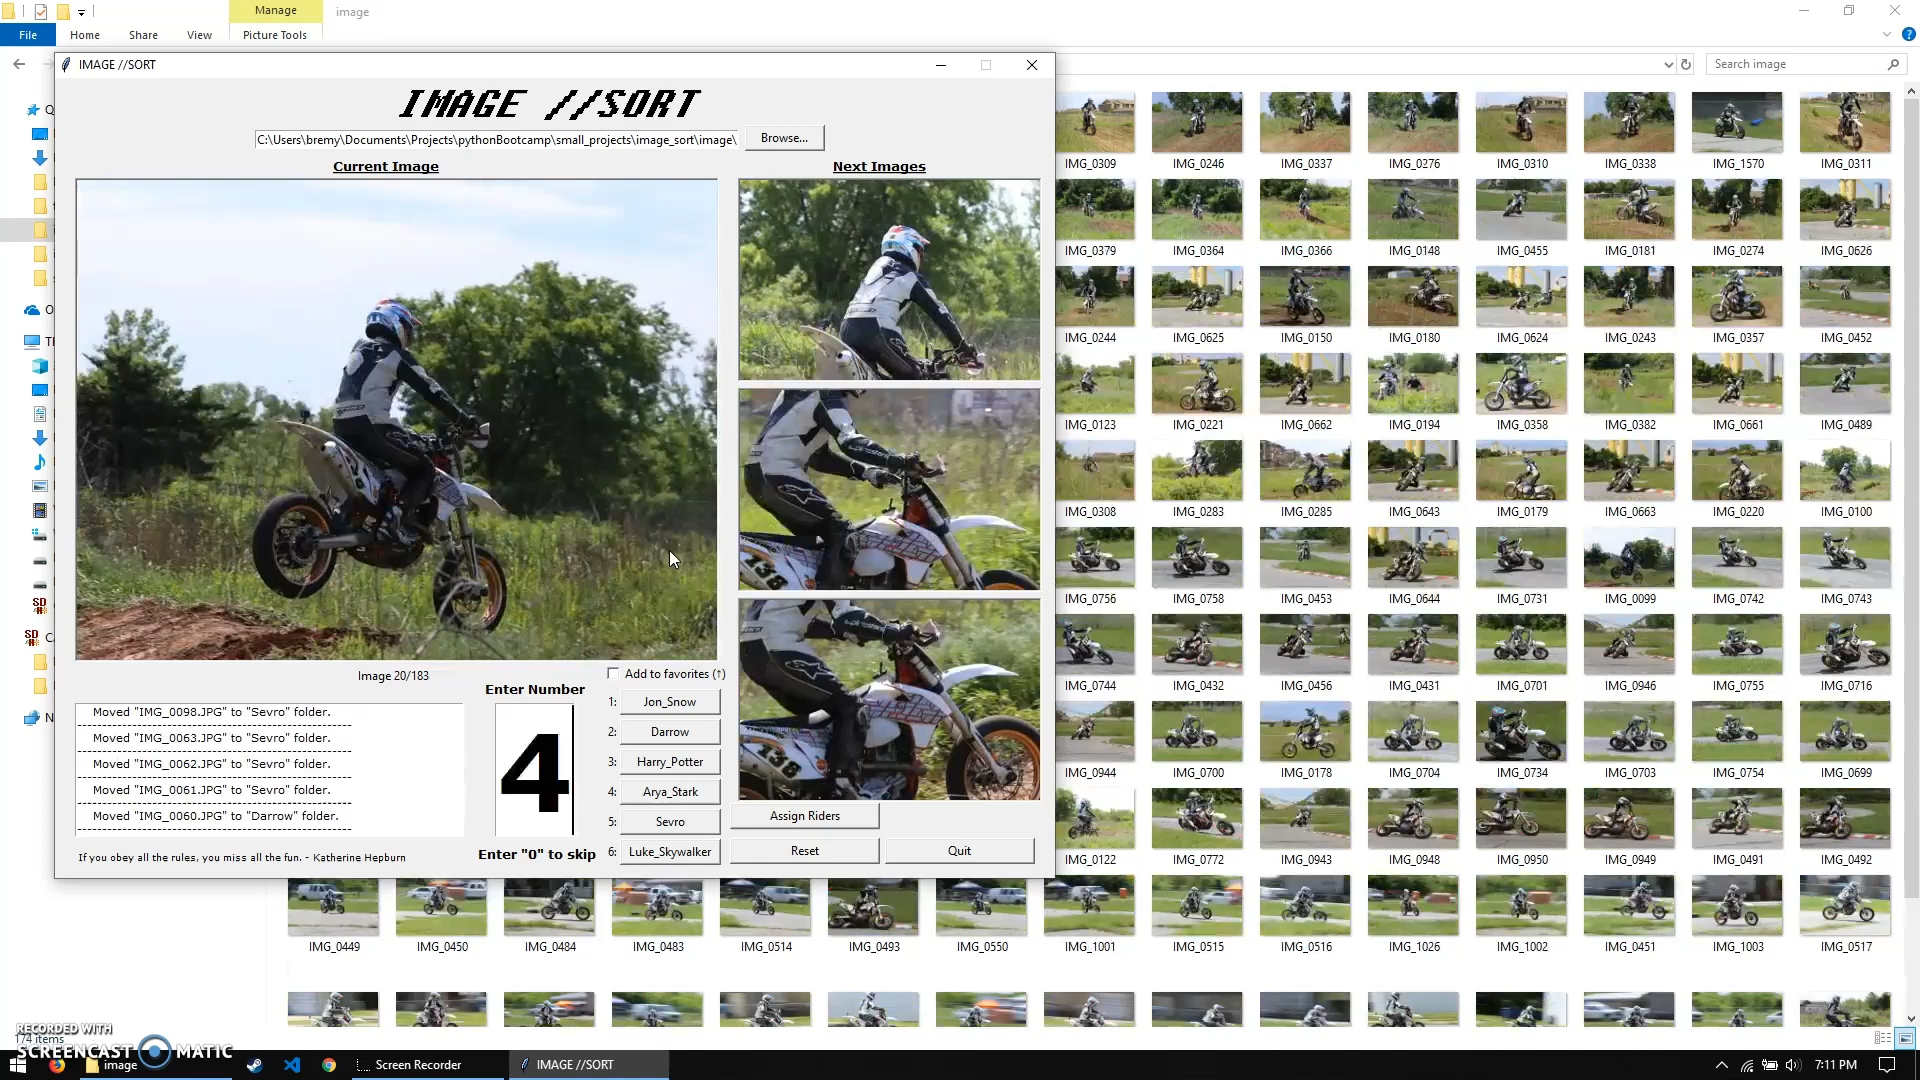 Manage
image
File
Home
Share
View
Picture Tools
Search image
IMAGE //SORT
IMAGE //SORT
C:\Users\bremy\Documents\Projects\pythonBootcamp\small_projects\image_sort\image\
Browse...
Current Image
Next Images
Image 20/183
Add to favorites (↑)
Enter Number
Moved "IMG_0098.JPG" to "Sevro" folder.
Moved "IMG_0063.JPG" to "Sevro" folder.
Moved "IMG_0062.JPG" to "Sevro" folder.
Moved "IMG_0061.JPG" to "Sevro" folder.
Moved "IMG_0060.JPG" to "Darrow" folder.
If you obey all the rules, you miss all the fun. - Katherine Hepburn
4
Enter "0" to skip
1: Jon_Snow
2: Darrow
3: Harry_Potter
4: Arya_Stark
5: Sevro
6: Luke_Skywalker
Assign Riders
Reset
Quit
138
138
IMG_0309 IMG_0246 IMG_0337 IMG_0276 IMG_0310 IMG_0338 IMG_1570 IMG_0311
IMG_0379 IMG_0364 IMG_0366 IMG_0148 IMG_0455 IMG_0181 IMG_0274 IMG_0626
IMG_0244 IMG_0625 IMG_0150 IMG_0180 IMG_0624 IMG_0243 IMG_0357 IMG_0452
IMG_0123 IMG_0221 IMG_0662 IMG_0194 IMG_0358 IMG_0382 IMG_0661 IMG_0489
IMG_0308 IMG_0283 IMG_0285 IMG_0643 IMG_0179 IMG_0663 IMG_0220 IMG_0100
IMG_0756 IMG_0758 IMG_0453 IMG_0644 IMG_0731 IMG_0099 IMG_0742 IMG_0743
IMG_0744 IMG_0432 IMG_0456 IMG_0431 IMG_0701 IMG_0946 IMG_0755 IMG_0716
IMG_0944 IMG_0700 IMG_0178 IMG_0704 IMG_0734 IMG_0703 IMG_0754 IMG_0699
IMG_0122 IMG_0772 IMG_0943 IMG_0948 IMG_0950 IMG_0949 IMG_0491 IMG_0492
IMG_0449 IMG_0450 IMG_0484 IMG_0483 IMG_0514 IMG_0493 IMG_0550 IMG_1001 IMG_0515 IMG_0516 IMG_1026 IMG_1002 IMG_0451 IMG_1003 IMG_0517
174 items
RECORDED WITH
SCREENCAST MATIC
image
Screen Recorder
IMAGE //SORT
7:11 PM